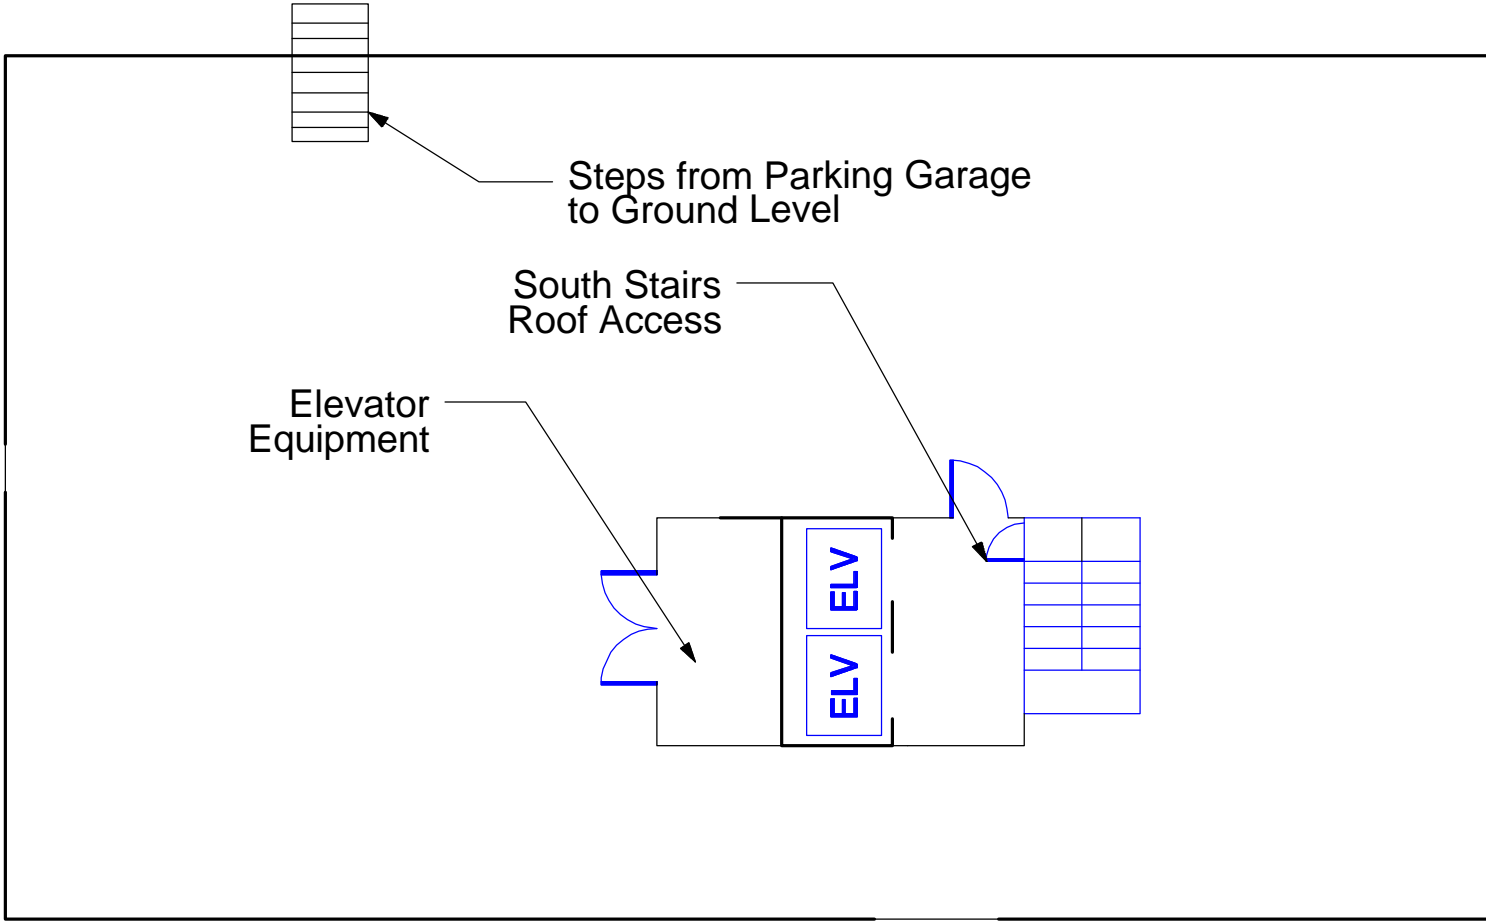 Steps from Parking Garage
to Ground Level
South Stairs
Roof Access
Elevator
Equipment
ELV
ELV